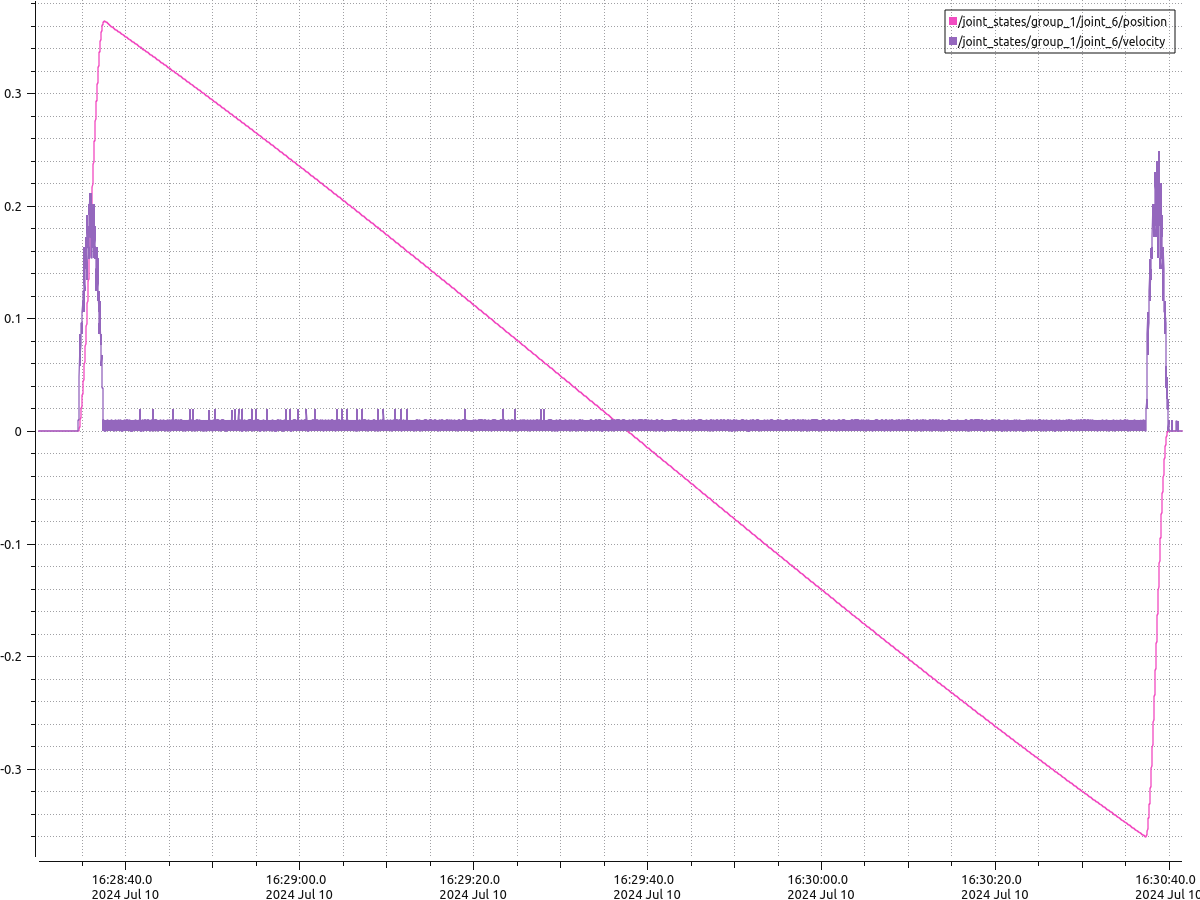 /joint_states/group_1/joint_6/position
/joint_states/group_1/joint_6/velocity
0.3
0.2
0.1
0
-0.1
-0.2
-0.3
16:28:40.0 16:29:00.0 16:29:20.0 16:29:40.0 16:30:00.0 16:30:20.0 16:30:40.0
2024 Jul 10 2024 Jul 10 2024 Jul 10 2024 Jul 10 2024 Jul 10 2024 Jul 10 2024 Jul 10